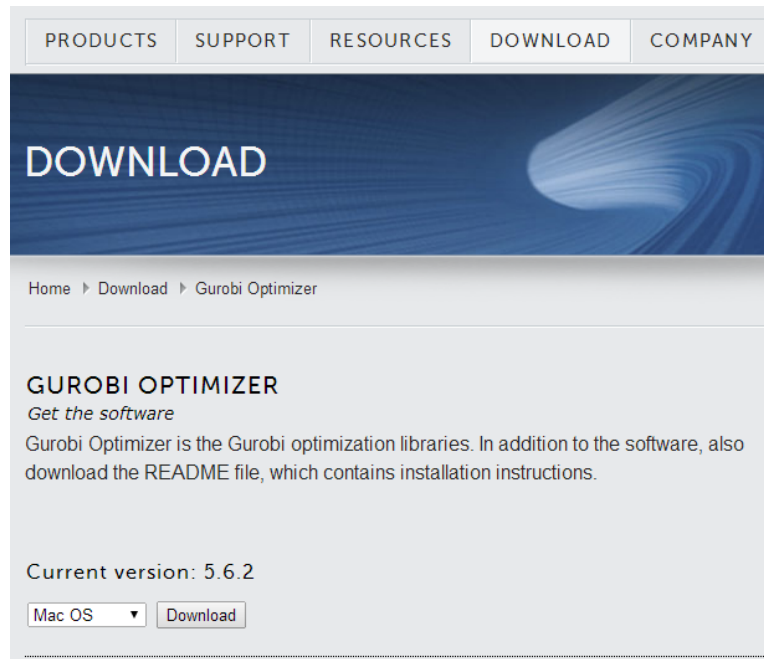 PRODUCTS SUPPORT RESOURCES DOWNLOAD COMPANY
DOWNLOAD
Home Download Gurobi Optimizer
GUROBI OPTIMIZER
Get the software
Gurobi Optimizer is the Gurobi optimization libraries. In addition to the software, also
download the README file, which contains installation instructions.
Current version: 5.6.2
Mac OS Download